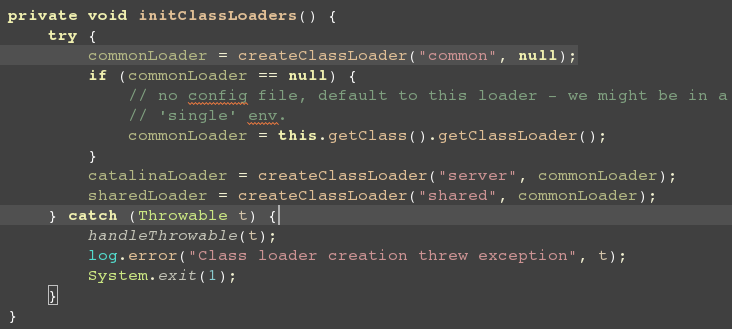 private void initClassLoaders() {
    try {
        commonLoader = createClassLoader("common", null);
        if (commonLoader == null) {
            // no config file, default to this loader - we might be in a
            // 'single' env.
            commonLoader = this.getClass().getClassLoader();
        }
        catalinaLoader = createClassLoader("server", commonLoader);
        sharedLoader = createClassLoader("shared", commonLoader);
    } catch (Throwable t) {
        handleThrowable(t);
        log.error("Class loader creation threw exception", t);
        System.exit(1);
    }
}